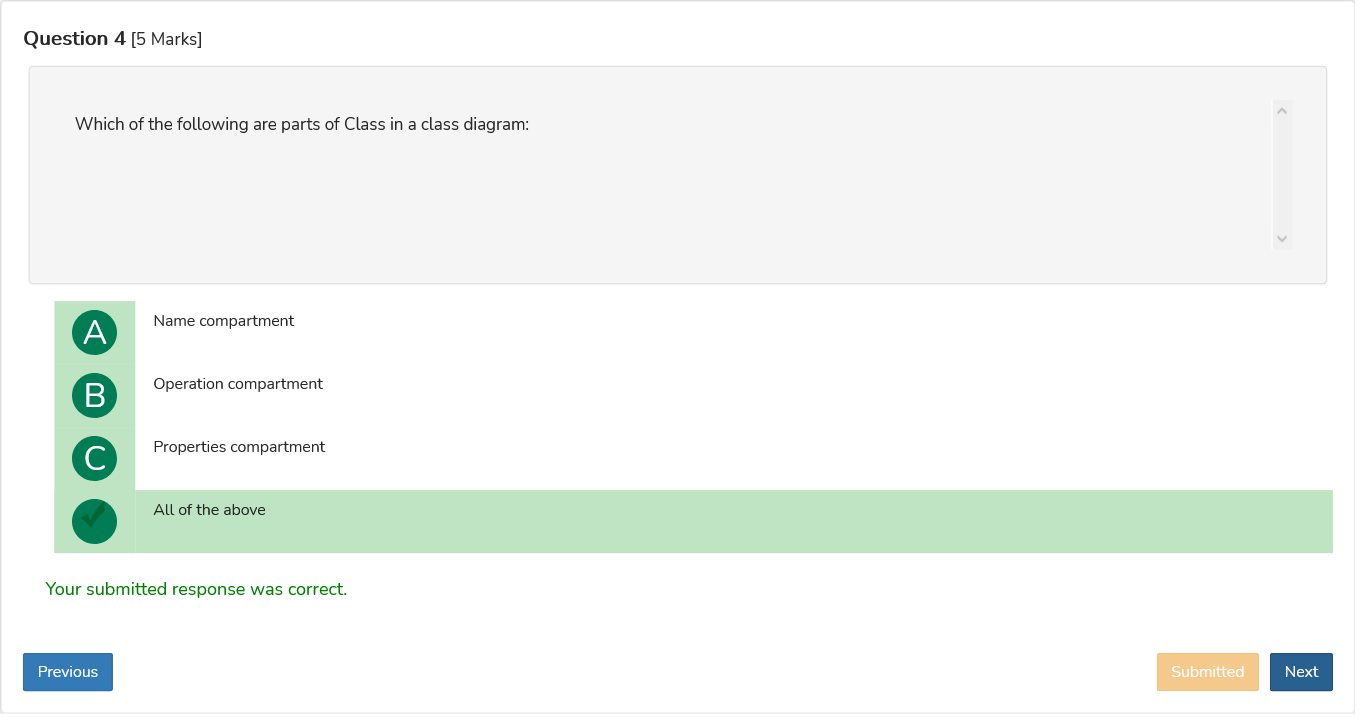 Question 4 [5 Marks]
Which of the following are parts of Class in a class diagram:
A Name compartment
B Operation compartment
C Properties compartment
All of the above
Your submitted response was correct.
Previous Submitted Next